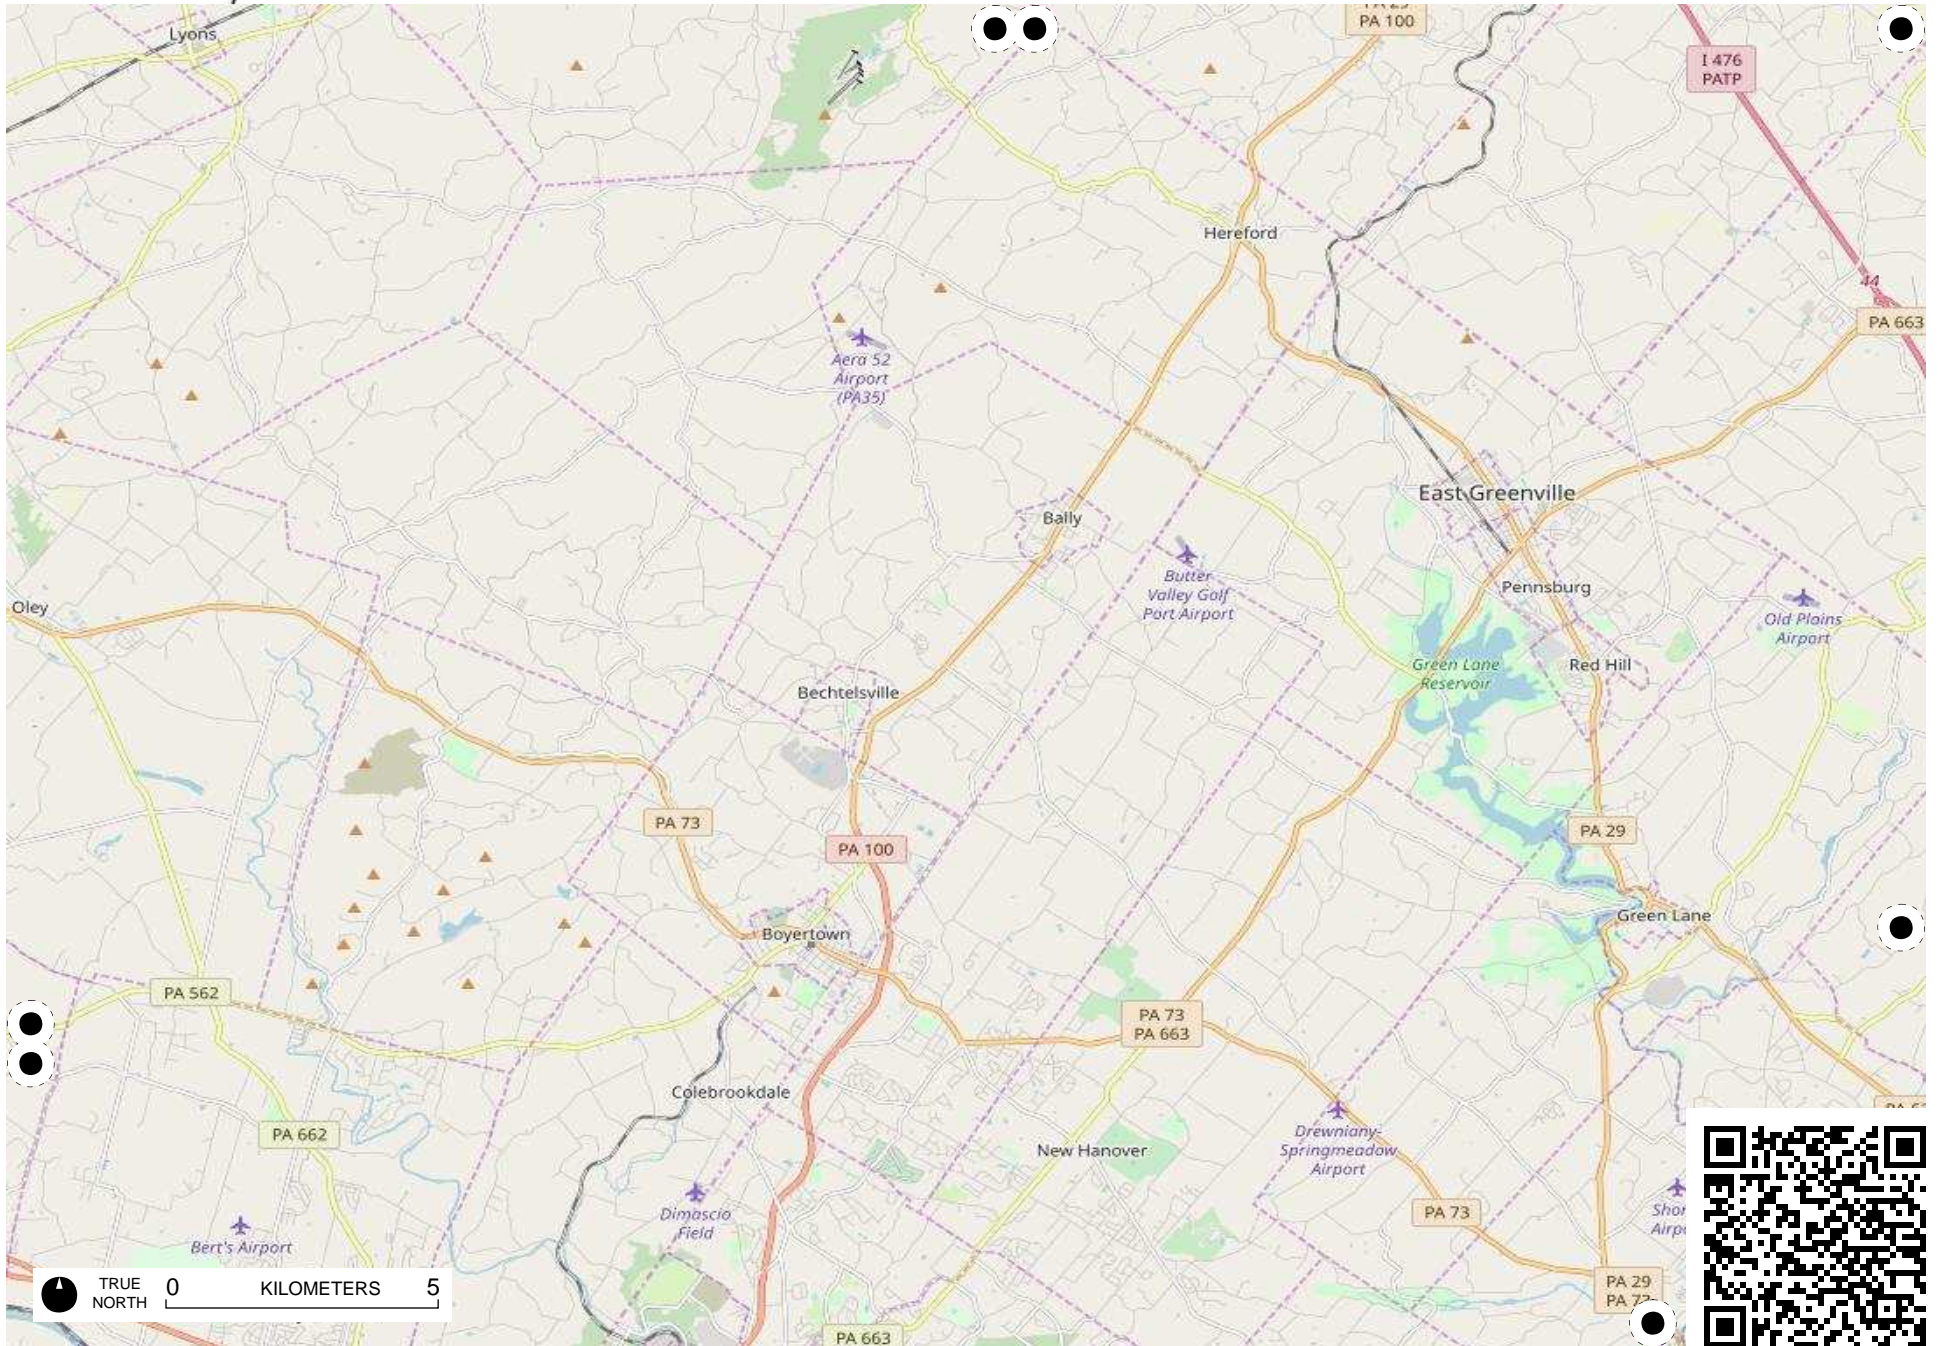 Lyons
PA 100
I 476
PATP
Hereford
44
PA 663
Aera 52
Airport
(PA35)
East Greenville
Bally
Butter
Valley Golf
Port Airport
Pennsburg
Oley
Old Plains
Airport
Green Lane
Reservoir
Red Hill
Bechtelsville
PA 73
PA 29
PA 100
Green Lane
Boyertown
PA 562
PA 73
PA 663
Colebrookdale
PA 662
Drewniany-
Springmeadow
Airport
New Hanover
Dimascio
Field
PA 73
Bert's Airport
TRUE
NORTH
0 KILOMETERS 5
PA 29
PA 73
PA 663